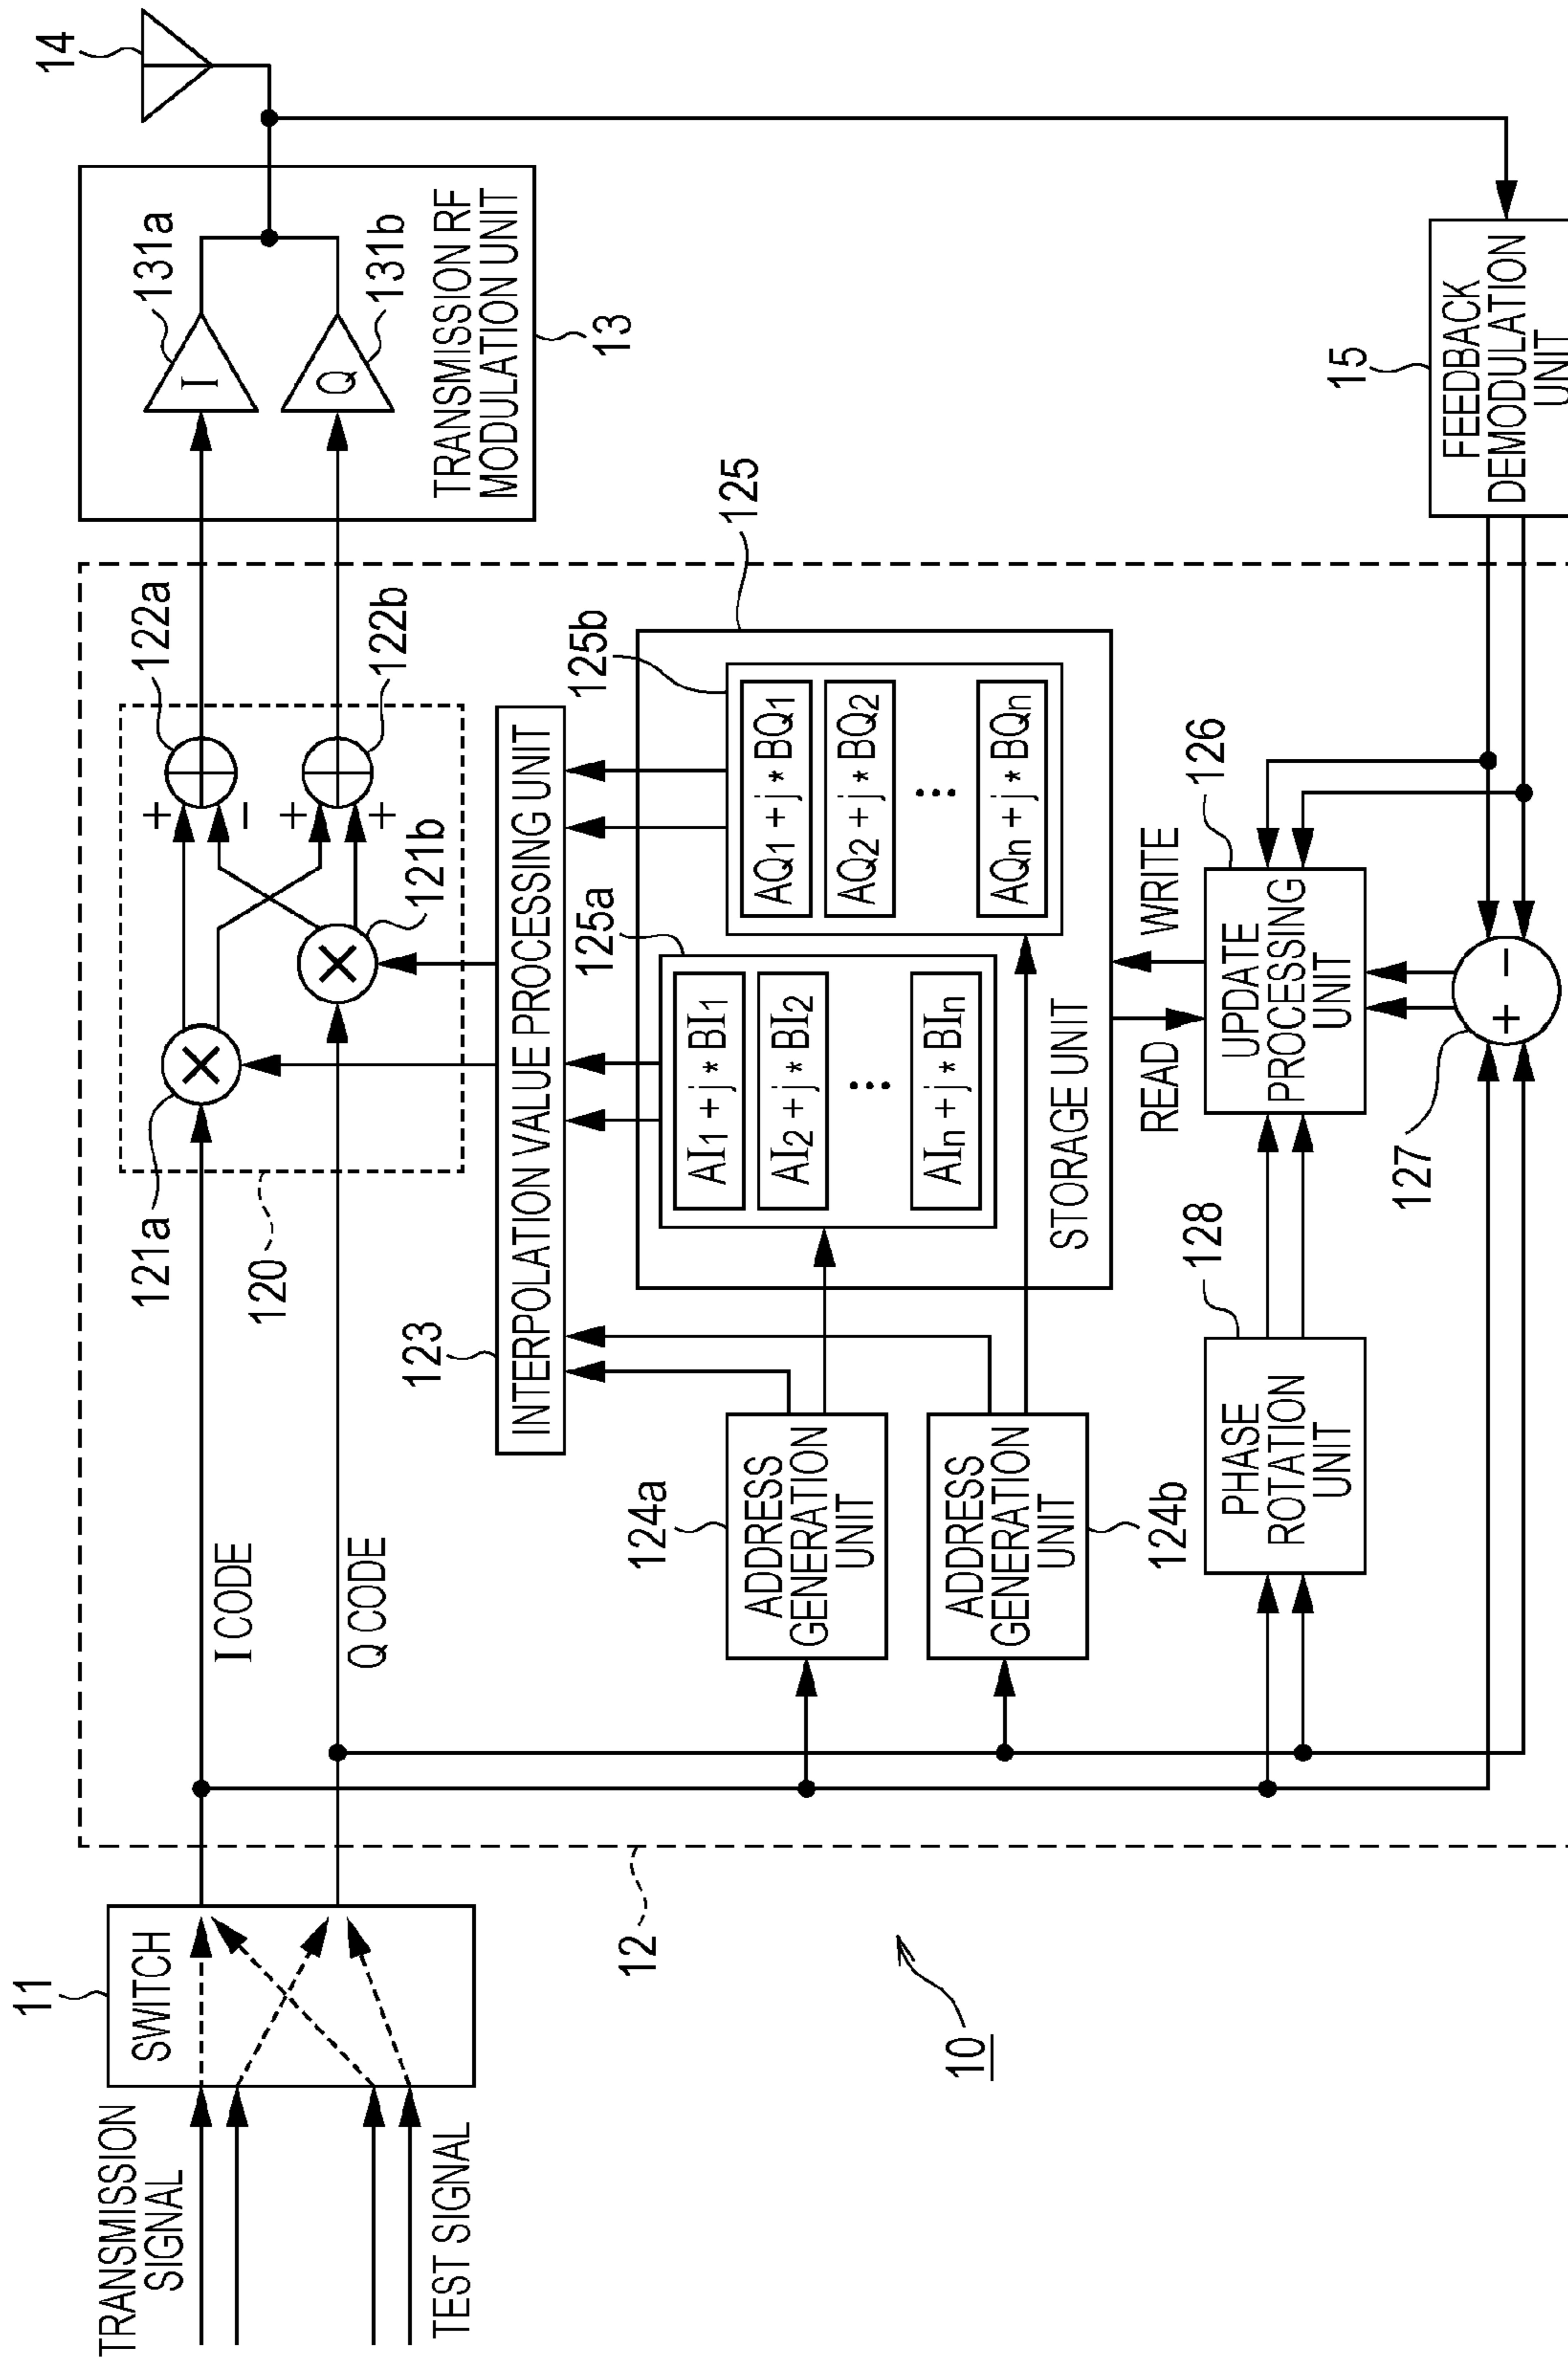 TRANSMISSION
SIGNAL
TEST SIGNAL
11
SWITCH
10
12
I CODE
Q CODE
120
121a
121b
122a
122b
+
−
+
+
14
131a
I
131b
Q
TRANSMISSION RF
MODULATION UNIT
13
123
INTERPOLATION VALUE PROCESSING UNIT
124a
ADDRESS
GENERATION
UNIT
ADDRESS
GENERATION
UNIT
124b
125
125a
AI1 + j * BI1
AI2 + j * BI2
...
AIn + j * BIn
125b
AQ1 + j * BQ1
AQ2 + j * BQ2
...
AQn + j * BQn
STORAGE UNIT
READ
WRITE
126
UPDATE
PROCESSING
UNIT
128
PHASE
ROTATION
UNIT
127
+
−
15
FEEDBACK
DEMODULATION
UNIT